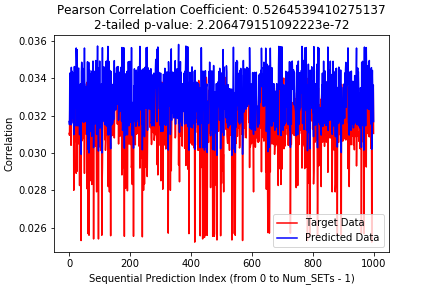 Pearson Correlation Coefficient: 0.5264539410275137
2-tailed p-value: 2.206479151092223e-72
0.036
0.034
0.032
0.030
0.028
0.026
Correlation
Target Data
Predicted Data
0 200 400 600 800 1000
Sequential Prediction Index (from 0 to Num_SETs - 1)